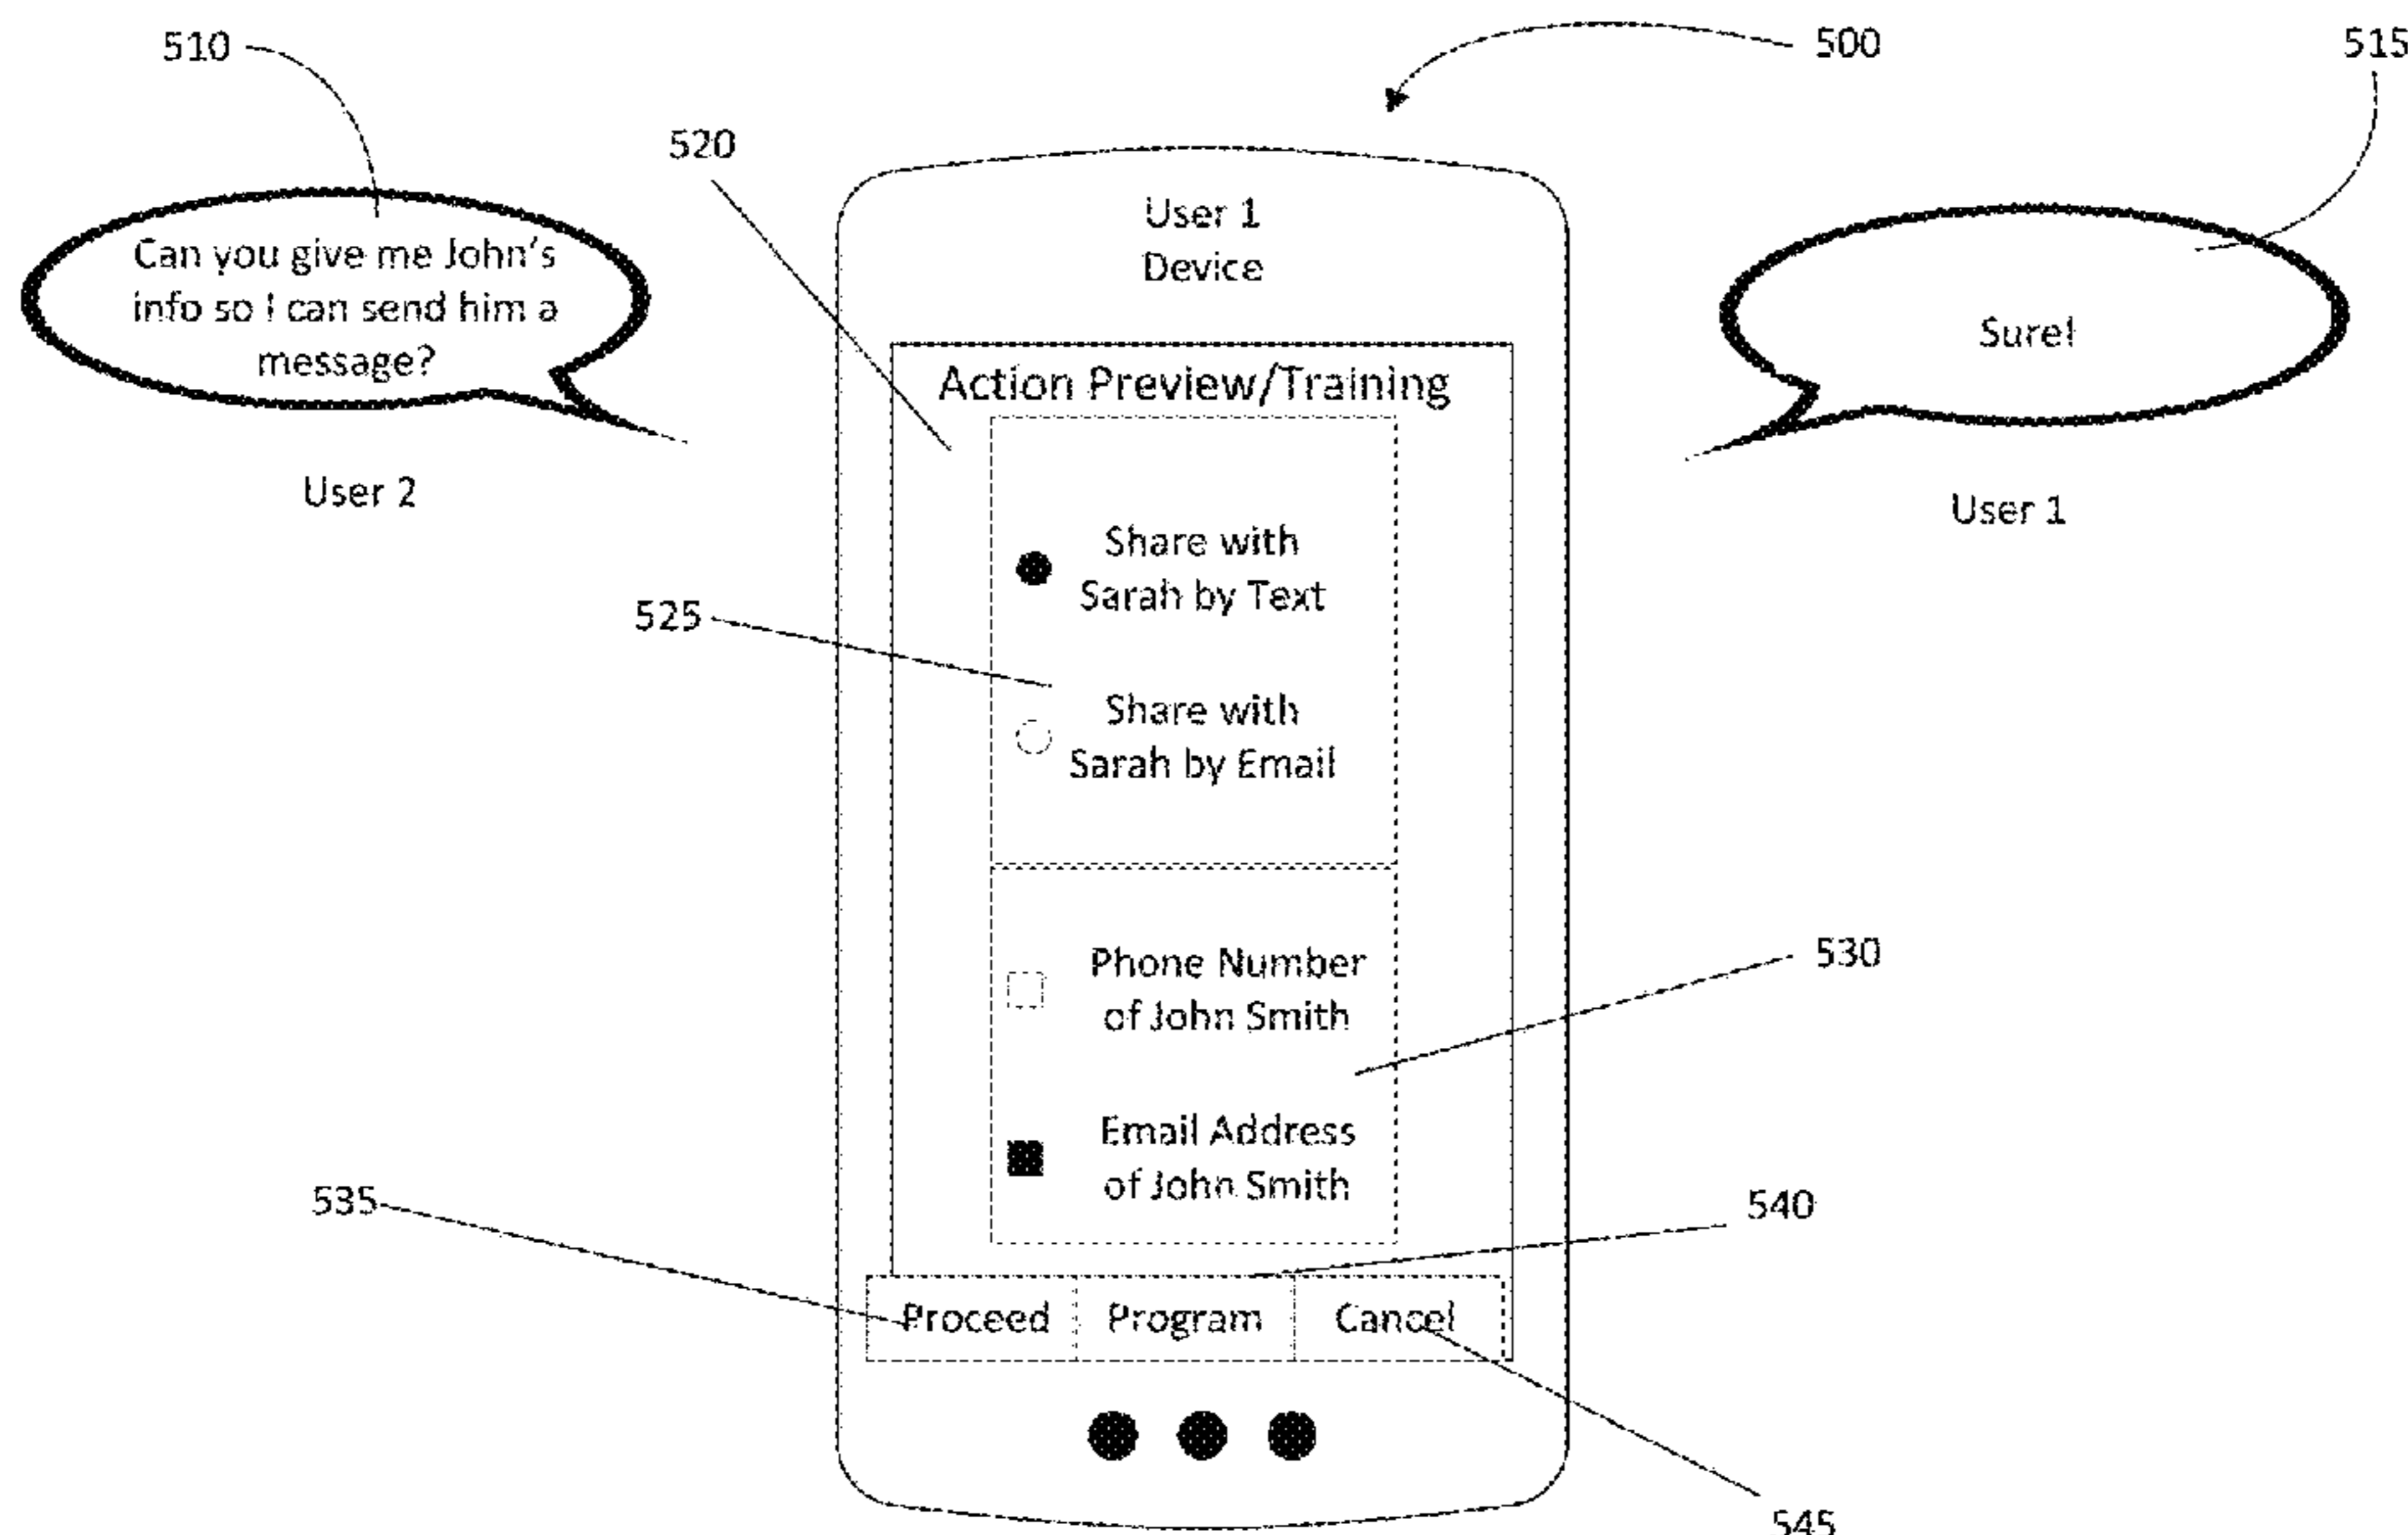 510
500
515
520
User 1
Device
Can you give me John's
info so I can send him a
message?
Sure!
User 2
User 1
Action Preview/Training
Share with
Sarah by Text
525
Share with
Sarah by Email
530
Phone Number
of John Smith
Email Address
of John Smith
535
540
Proceed Program Cancel
545